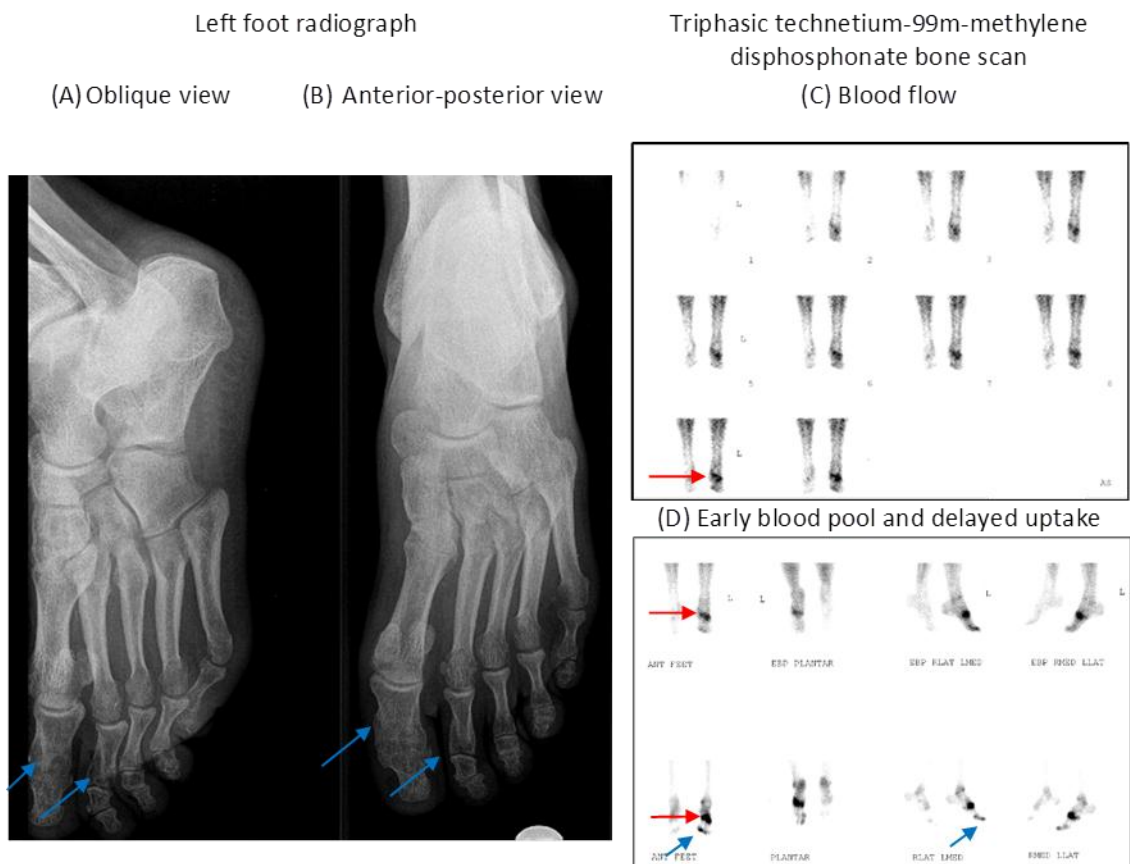 Left foot radiograph
Triphasic technetium-99m-methylene
disphosphonate bone scan
(A) Oblique view
(B) Anterior-posterior view
(C) Blood flow
L
1
2
3
L
5
6
7
8
L
AS
(D) Early blood pool and delayed uptake
L
L
L
L
ANT FEET
EBP PLANTAR
EBP RLAT LMED
EBP RMED LLAT
ANT FEET
PLANTAR
RLAT LMED
RMED LLAT